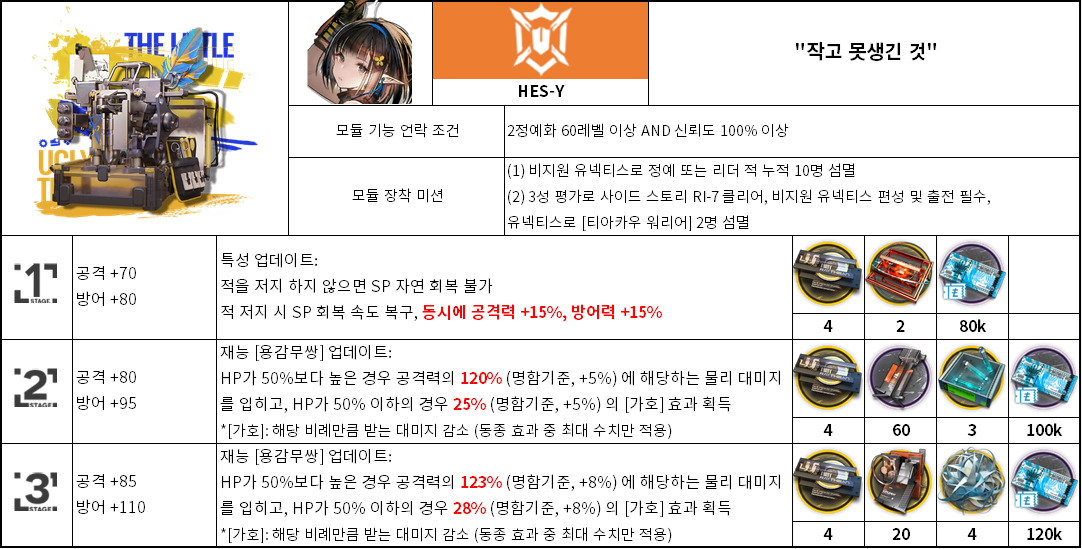 THE LITTLE
UGLY
HES-Y
"작고 못생긴 것"
모듈 기능 언락 조건
2정예화 60레벨 이상 AND 신뢰도 100% 이상
모듈 장착 미션
(1) 비지원 유넥티스로 정예 또는 리더 적 누적 10명 섬멸
(2) 3성 평가로 사이드 스토리 RI-7 클리어, 비지원 유넥티스 편성 및 출전 필수,
유넥티스로 [티아카우 워리어] 2명 섬멸
1
STAGE.
공격 +70
방어 +80
특성 업데이트:
적을 저지 하지 않으면 SP 자연 회복 불가
적 저지 시 SP 회복 속도 복구, 동시에 공격력 +15%, 방어력 +15%
4
2
80k
2
STAGE.
공격 +80
방어 +95
재능 [용감무쌍] 업데이트:
HP가 50%보다 높은 경우 공격력의 120% (명함기준, +5%) 에 해당하는 물리 대미지
를 입히고, HP가 50% 이하의 경우 25% (명함기준, +5%) 의 [가호] 효과 획득
*[가호]: 해당 비례만큼 받는 대미지 감소 (동종 효과 중 최대 수치만 적용)
4
60
3
100k
3
STAGE.
공격 +85
방어 +110
재능 [용감무쌍] 업데이트:
HP가 50%보다 높은 경우 공격력의 123% (명함기준, +8%) 에 해당하는 물리 대미지
를 입히고, HP가 50% 이하의 경우 28% (명함기준, +8%) 의 [가호] 효과 획득
*[가호]: 해당 비례만큼 받는 대미지 감소 (동종 효과 중 최대 수치만 적용)
4
20
4
120k